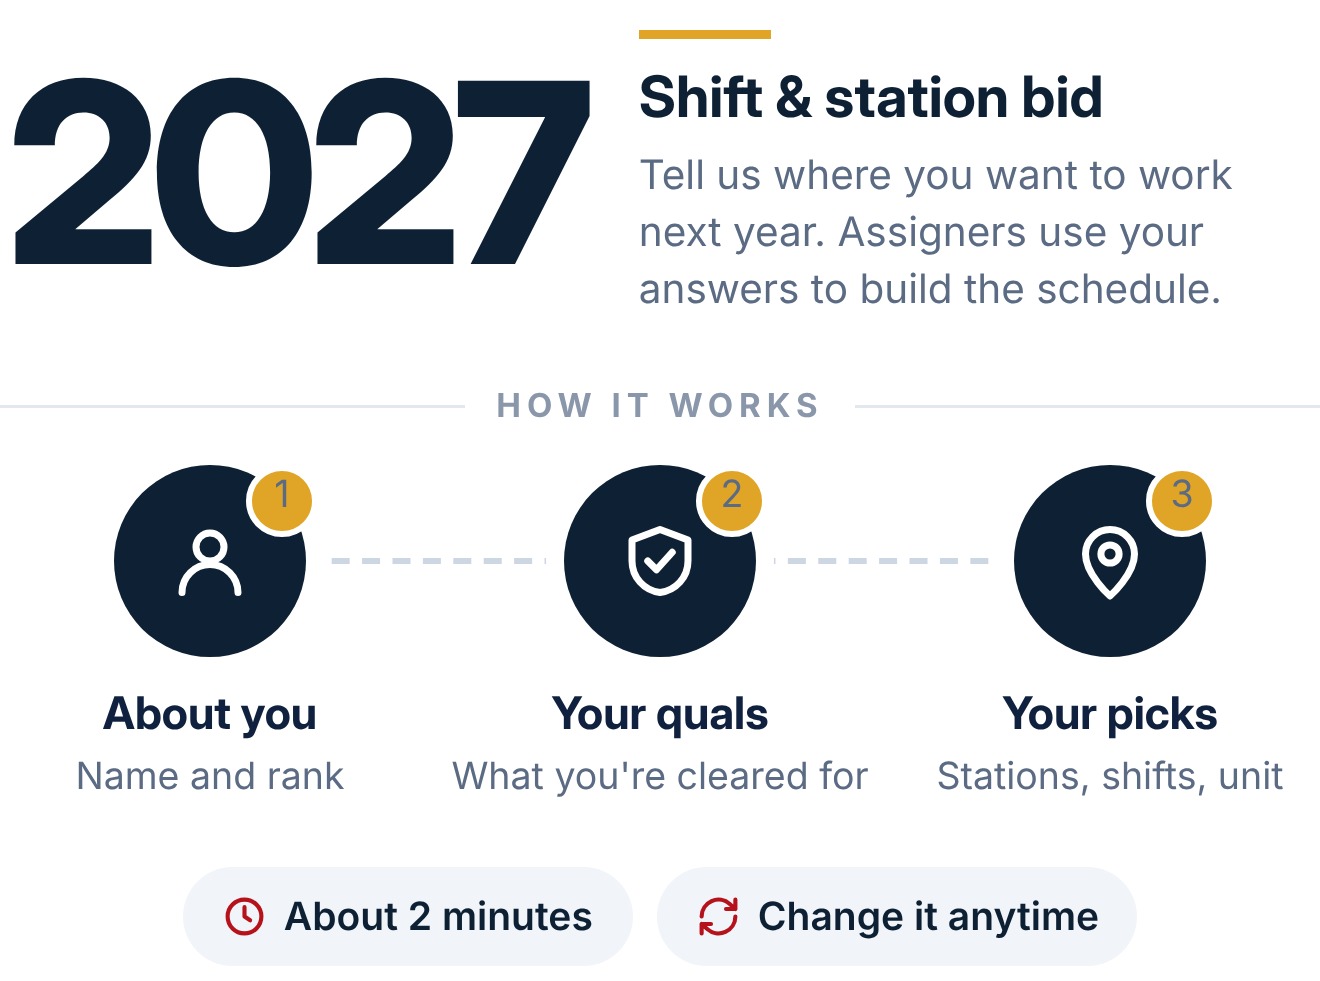 2027
Shift & station bid
Tell us where you want to work
next year. Assigners use your
answers to build the schedule.
HOW IT WORKS
1
2
3
About you
Your quals
Your picks
Name and rank
What you're cleared for
Stations, shifts, unit
About 2 minutes
Change it anytime